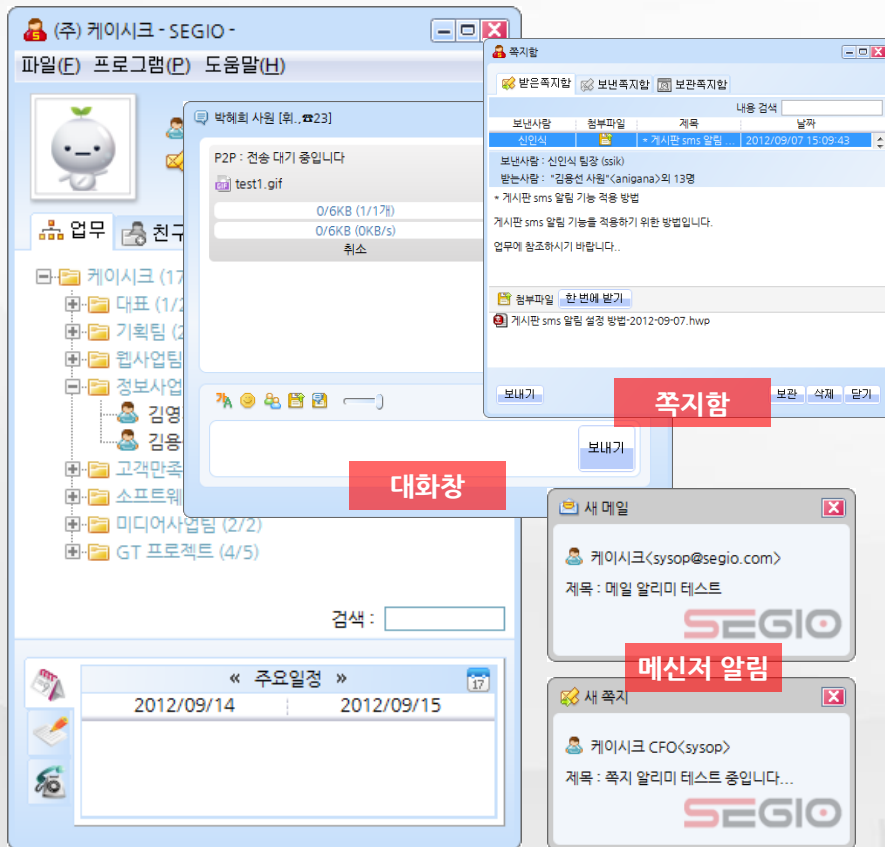 (주) 케이시크 - SEGIO -
파일(F) 프로그램(P) 도움말(H)
업무
친구
케이시크 (17
대표 (1/2
기획팀 (2
웹사업팀
정보사업
김영
김용
고객만족
소프트웨
미디어사업팀 (2/2)
GT 프로젝트 (4/5)
검색 :
« 주요일정 »
17
2012/09/14
2012/09/15
박혜희 사원 [휘.,☎23]
P2P : 전송 대기 중입니다
test1.gif
0/6KB (1/1개)
0/6KB (0KB/s)
취소
보내기
대화창
쪽지함
받은쪽지함 보낸쪽지함 보관쪽지함
내용 검색
보낸사람 첨부파일 제목 날짜
신인식 * 게시판 sms 알림 ... 2012/09/07 15:09:43
보낸사람 : 신인식 팀장 (ssik)
받는사람 : "김용선 사원"<anigana>외 13명
* 게시판 sms 알림 기능 적용 방법
게시판 sms 알림 기능를 적용하기 위한 방법입니다.
업무에 참조하시기 바랍니다..
첨부파일 한 번에 받기
게시판 sms 알림 설정 방법-2012-09-07.hwp
보내기 보관 삭제 닫기
쪽지함
새 메일
케이시크<sysop@segio.com>
제목 : 메일 알리미 테스트
SEGIO
메신저 알림
새 쪽지
케이시크 CFO<sysop>
제목 : 쪽지 알리미 테스트 중입니다...
SEGIO